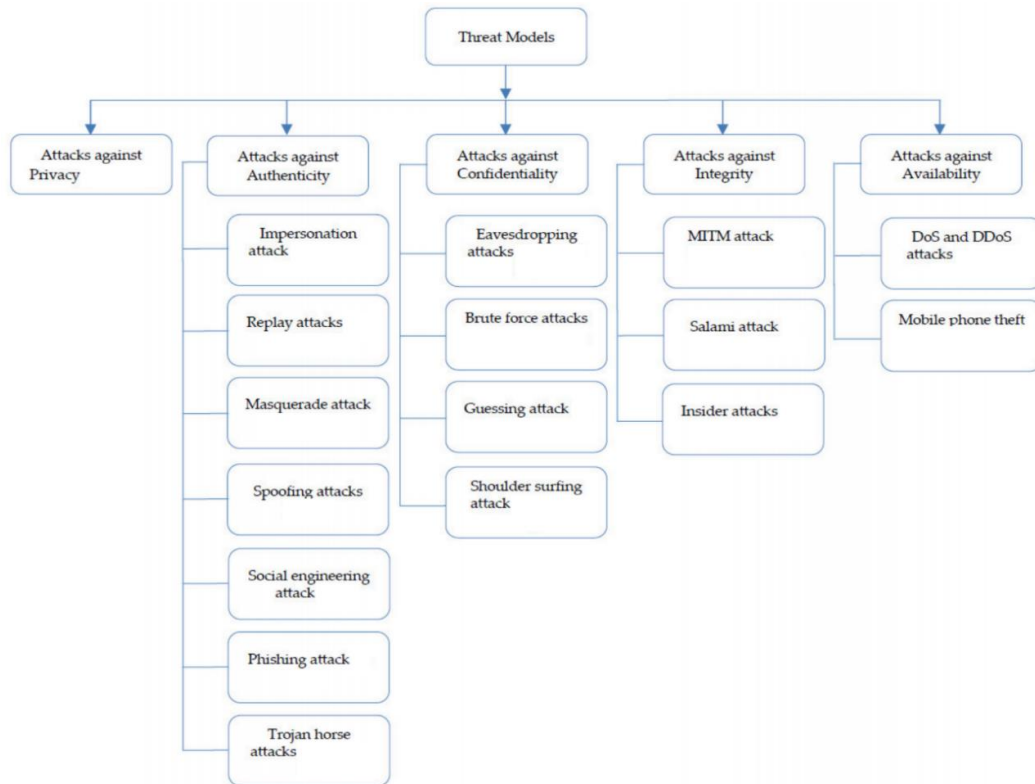 Threat Models
Attacks against
Privacy
Attacks against
Authenticity
Impersonation
attack
Replay attacks
Masquerade attack
Spoofing attacks
Social engineering
attack
Phishing attack
Trojan horse
attacks
Attacks against
Confidentiality
Eavesdropping
attacks
Brute force attacks
Guessing attack
Shoulder surfing
attack
Attacks against
Integrity
MITM attack
Salami attack
Insider attacks
Attacks against
Availability
DoS and DDoS
attacks
Mobile phone theft